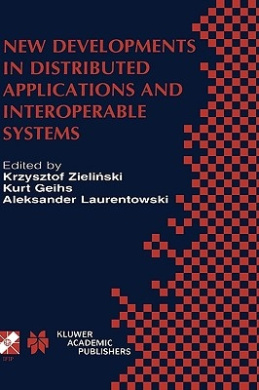 NEW DEVELOPMENTS
IN DISTRIBUTED
APPLICATIONS AND
INTEROPERABLE
SYSTEMS
Edited by
Krzysztof Zieliński
Kurt Geihs
Aleksander Laurentowski
ifip
KLUWER
ACADEMIC
PUBLISHERS